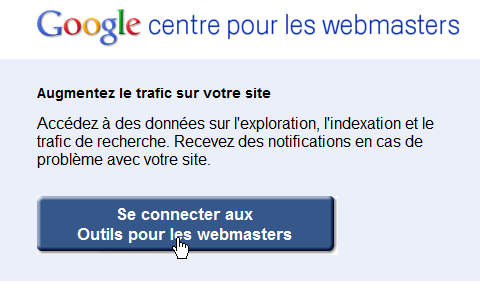 Google centre pour les webmasters
Augmentez le trafic sur votre site
Accédez à des données sur l'exploration, l'indexation et le
trafic de recherche. Recevez des notifications en cas de
problème avec votre site.
Se connecter aux
Outils pour les webmasters